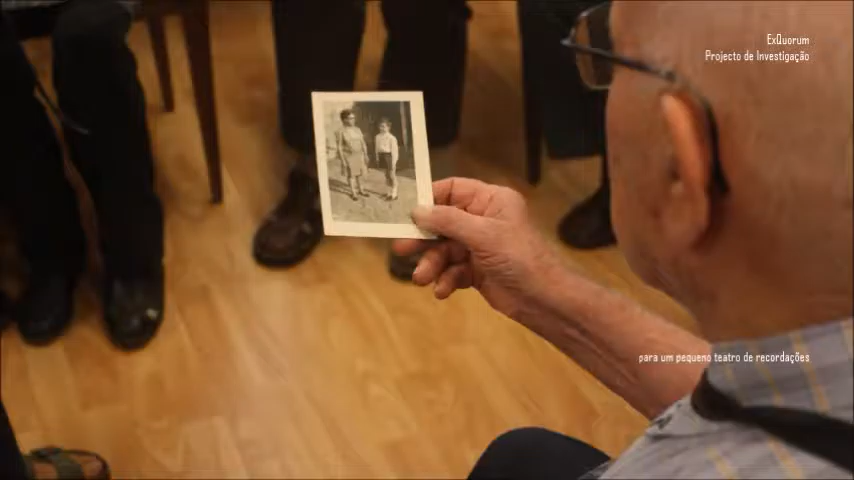 ExQuorum
Projecto de Investigação
para um pequeno teatro de recordações